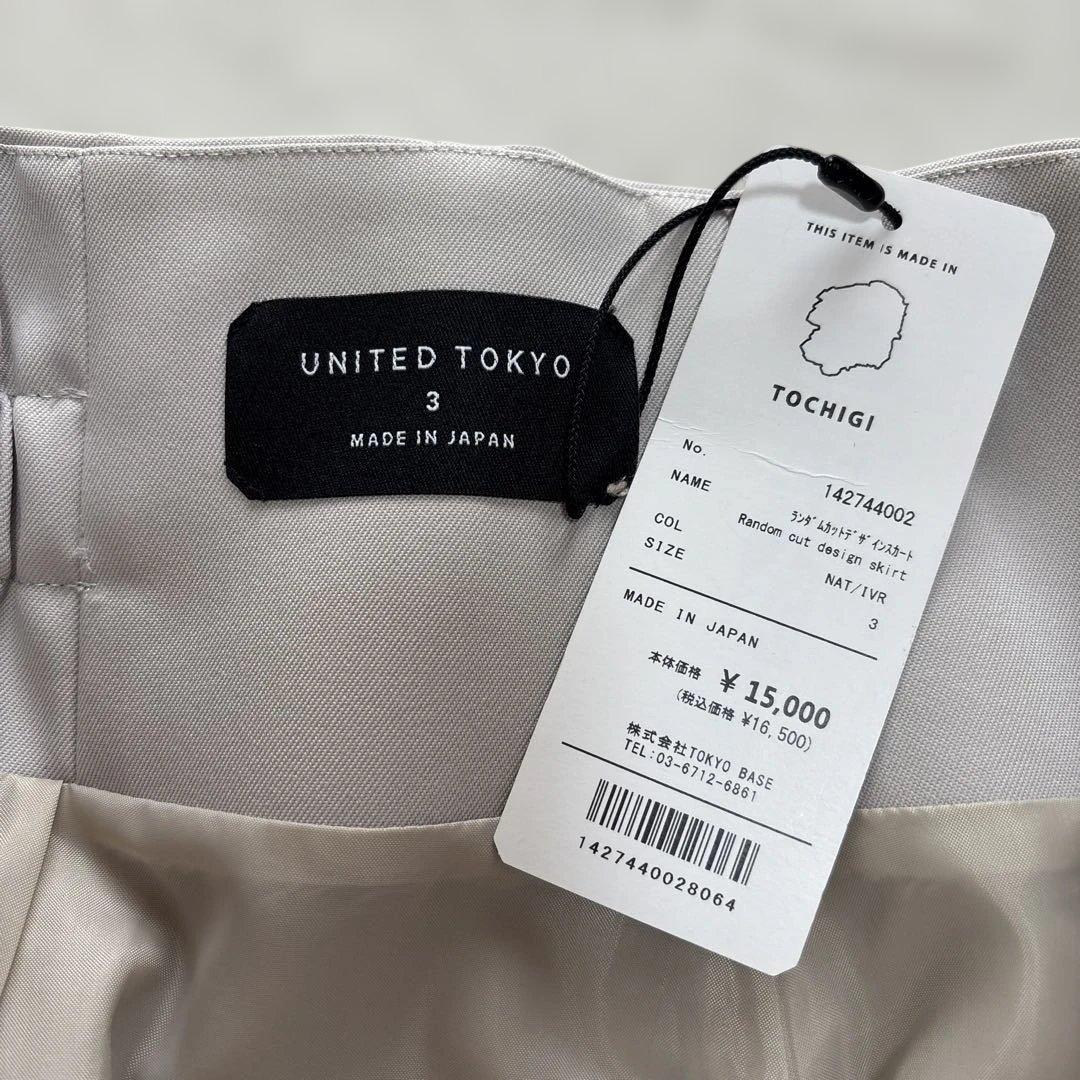 UNITED TOKYO
3
MADE IN JAPAN
THIS ITEM IS MADE IN
TOCHIGI
No. 142744002
NAME ランダムカットデザインスカート
Random cut design skirt
COL NAT/IVR
SIZE 3
MADE IN JAPAN
本体価格 ¥15,000
(税込価格 ¥16,500)
株式会社TOKYO BASE
TEL:03-6712-6861
1427440028064